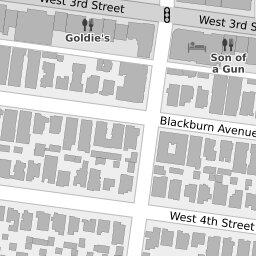 West 3rd Street
West 3rd S
Goldie's
Son of
a Gun
Blackburn Avenue
West 4th Street